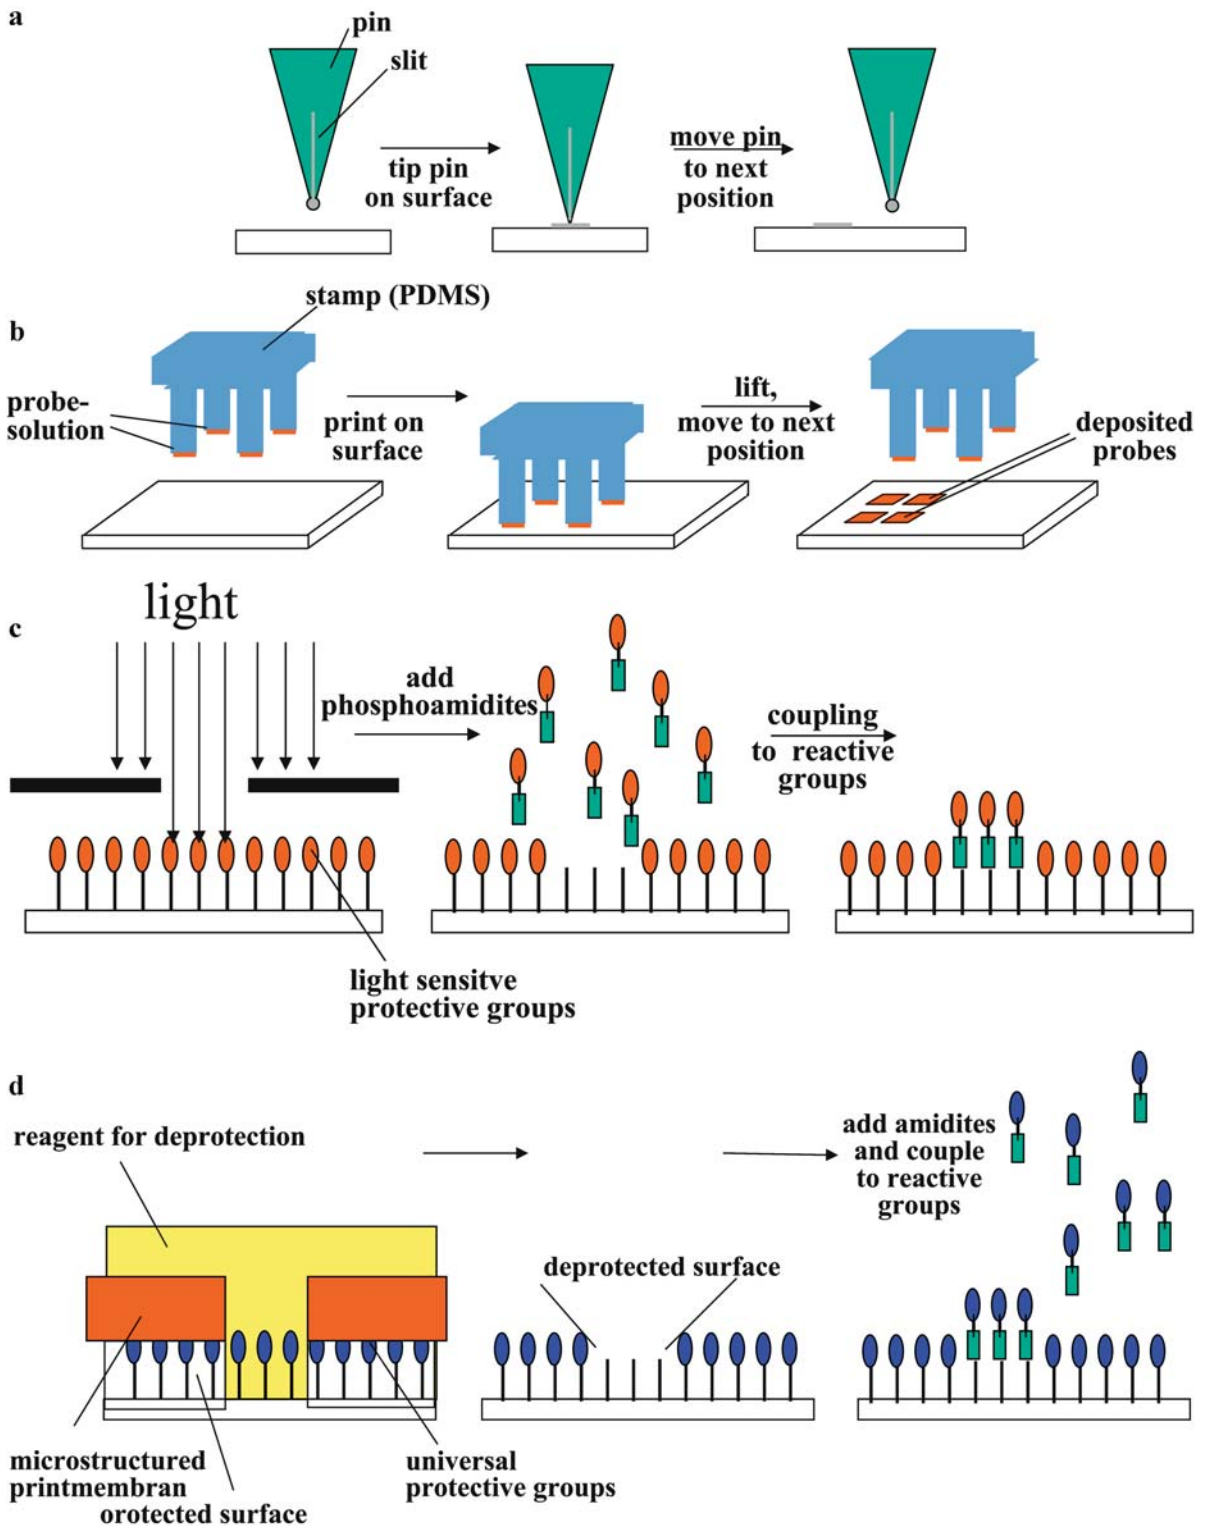 a
pin
slit
tip pin
on surface
move pin
to next
position
b
stamp (PDMS)
probe-
solution
print on
surface
lift,
move to next
position
deposited
probes
c
light
add
phosphoamidites
coupling
to reactive
groups
light sensitve
protective groups
d
reagent for deprotection
add amidites
and couple
to reactive
groups
deprotected surface
microstructured
printmembran
orotected surface
universal
protective groups